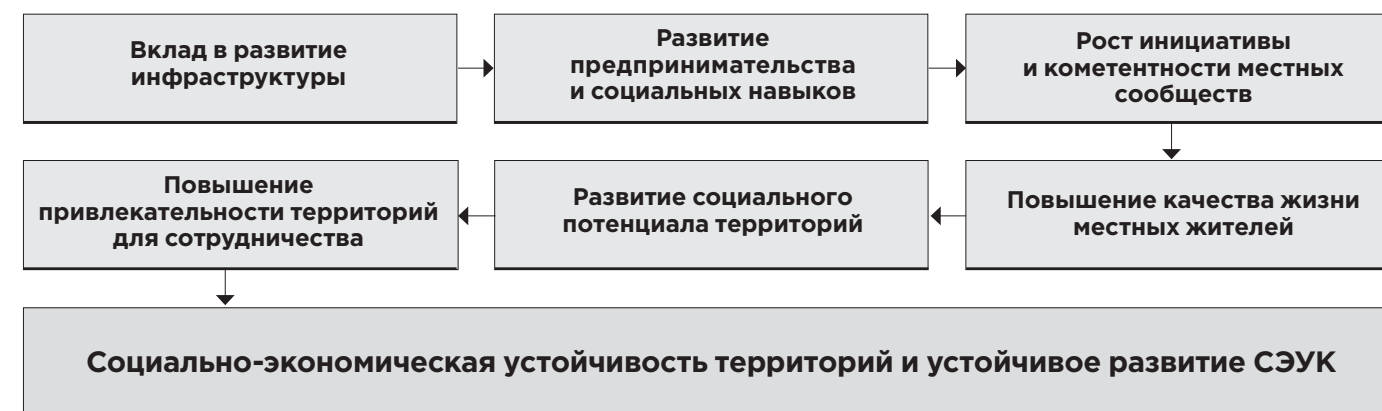 Вклад в развитие
инфраструктуры
Развитие
предпринимательства
и социальных навыков
Рост инициативы
и кометентности местных
сообществ
Повышение
привлекательности территорий
для сотрудничества
Развитие социального
потенциала территорий
Повышение качества жизни
местных жителей
Социально-экономическая устойчивость территорий и устойчивое развитие СЭУК